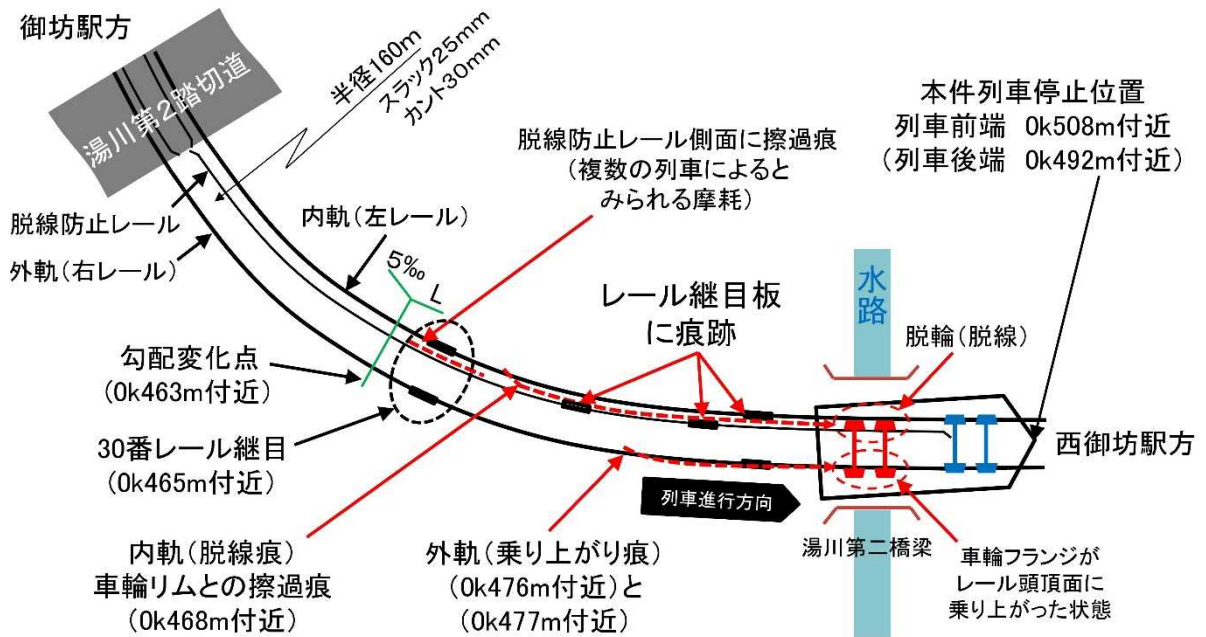 御坊駅方
湯川第2踏切道
半径160m
スラック25mm
カント30mm
脱線防止レール側面に擦過痕
(複数の列車によると
みられる摩耗)
本件列車停止位置
列車前端 0k508m付近
(列車後端 0k492m付近)
脱線防止レール
外軌(右レール)
内軌(左レール)
5‰
L
レール継目板
に痕跡
水路
脱輪(脱線)
勾配変化点
(0k463m付近)
30番レール継目
(0k465m付近)
西御坊駅方
列車進行方向
湯川第二橋梁
内軌(脱線痕)
車輪リムとの擦過痕
(0k468m付近)
外軌(乗り上がり痕)
(0k476m付近)と
(0k477m付近)
車輪フランジが
レール頭頂面に
乗り上がった状態